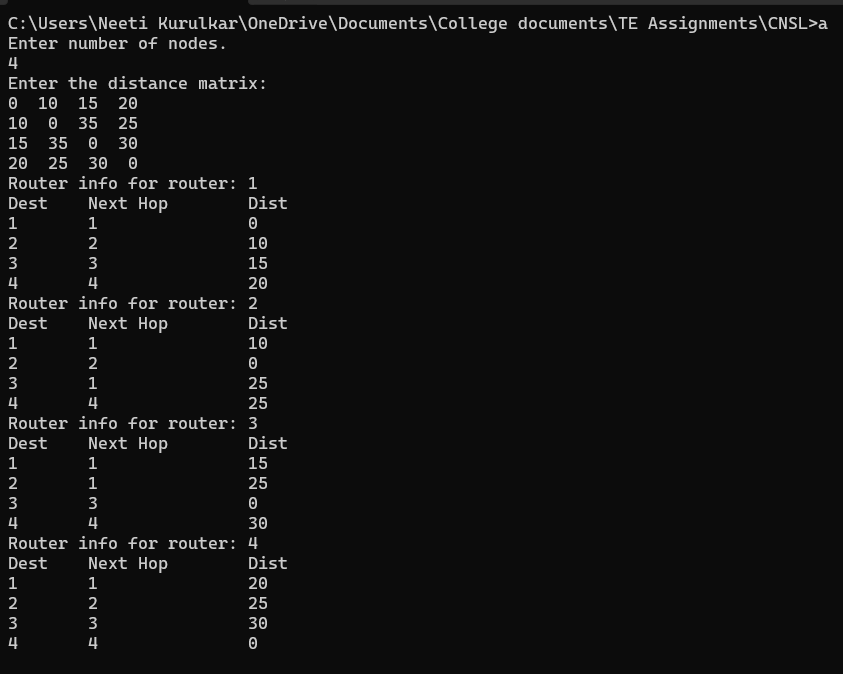 C:\Users\Neeti Kurulkar\OneDrive\Documents\College documents\TE Assignments\CNSL>a
Enter number of nodes.
4
Enter the distance matrix:
0  10  15  20
10  0  35  25
15  35  0  30
20  25  30  0
Router info for router: 1
Dest    Next Hop        Dist
1       1               0
2       2               10
3       3               15
4       4               20
Router info for router: 2
Dest    Next Hop        Dist
1       1               10
2       2               0
3       1               25
4       4               25
Router info for router: 3
Dest    Next Hop        Dist
1       1               15
2       1               25
3       3               0
4       4               30
Router info for router: 4
Dest    Next Hop        Dist
1       1               20
2       2               25
3       3               30
4       4               0